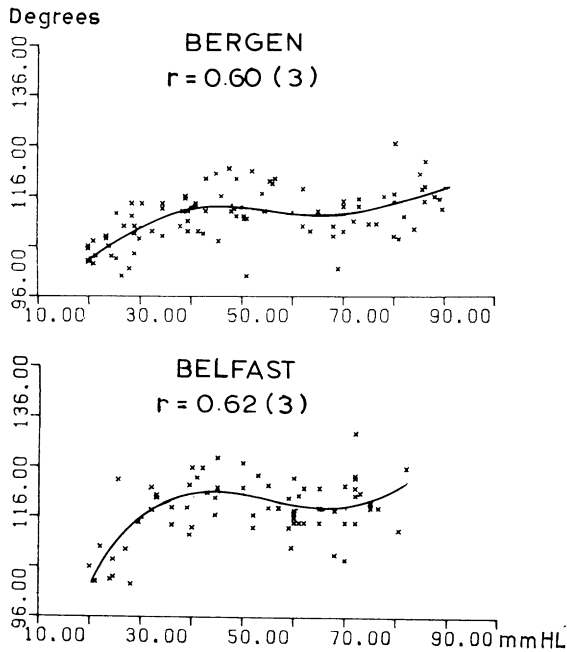 Degrees
BERGEN
r = 0.60 (3)
136.00
116.00
96.00
10.00 30.00 50.00 70.00 90.00
BELFAST
r = 0.62 (3)
136.00
116.00
96.00
10.00 30.00 50.00 70.00 90.00 mmHL